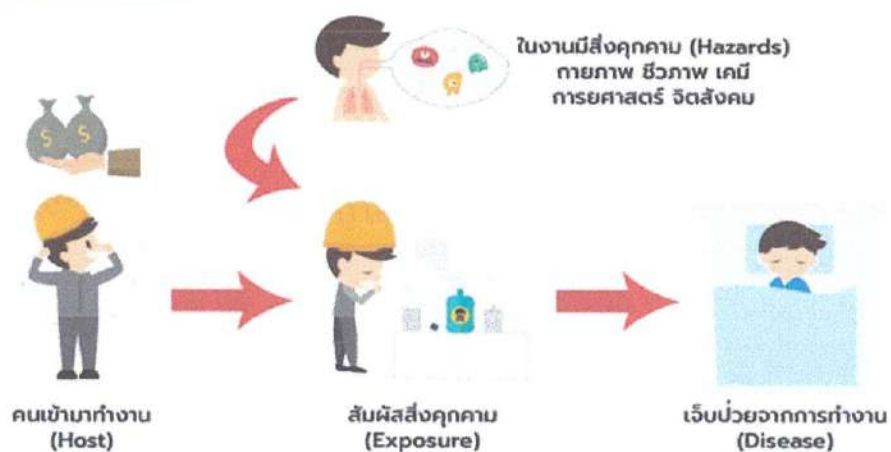 ในงานมีสิ่งคุกคาม (Hazards)
กายภาพ ชีวภาพ เคมี
การยศาสตร์ จิตสังคม
$ $
คนเข้ามาทำงาน
(Host)
สัมผัสสิ่งคุกคาม
(Exposure)
เจ็บป่วยจากการทำงาน
(Disease)